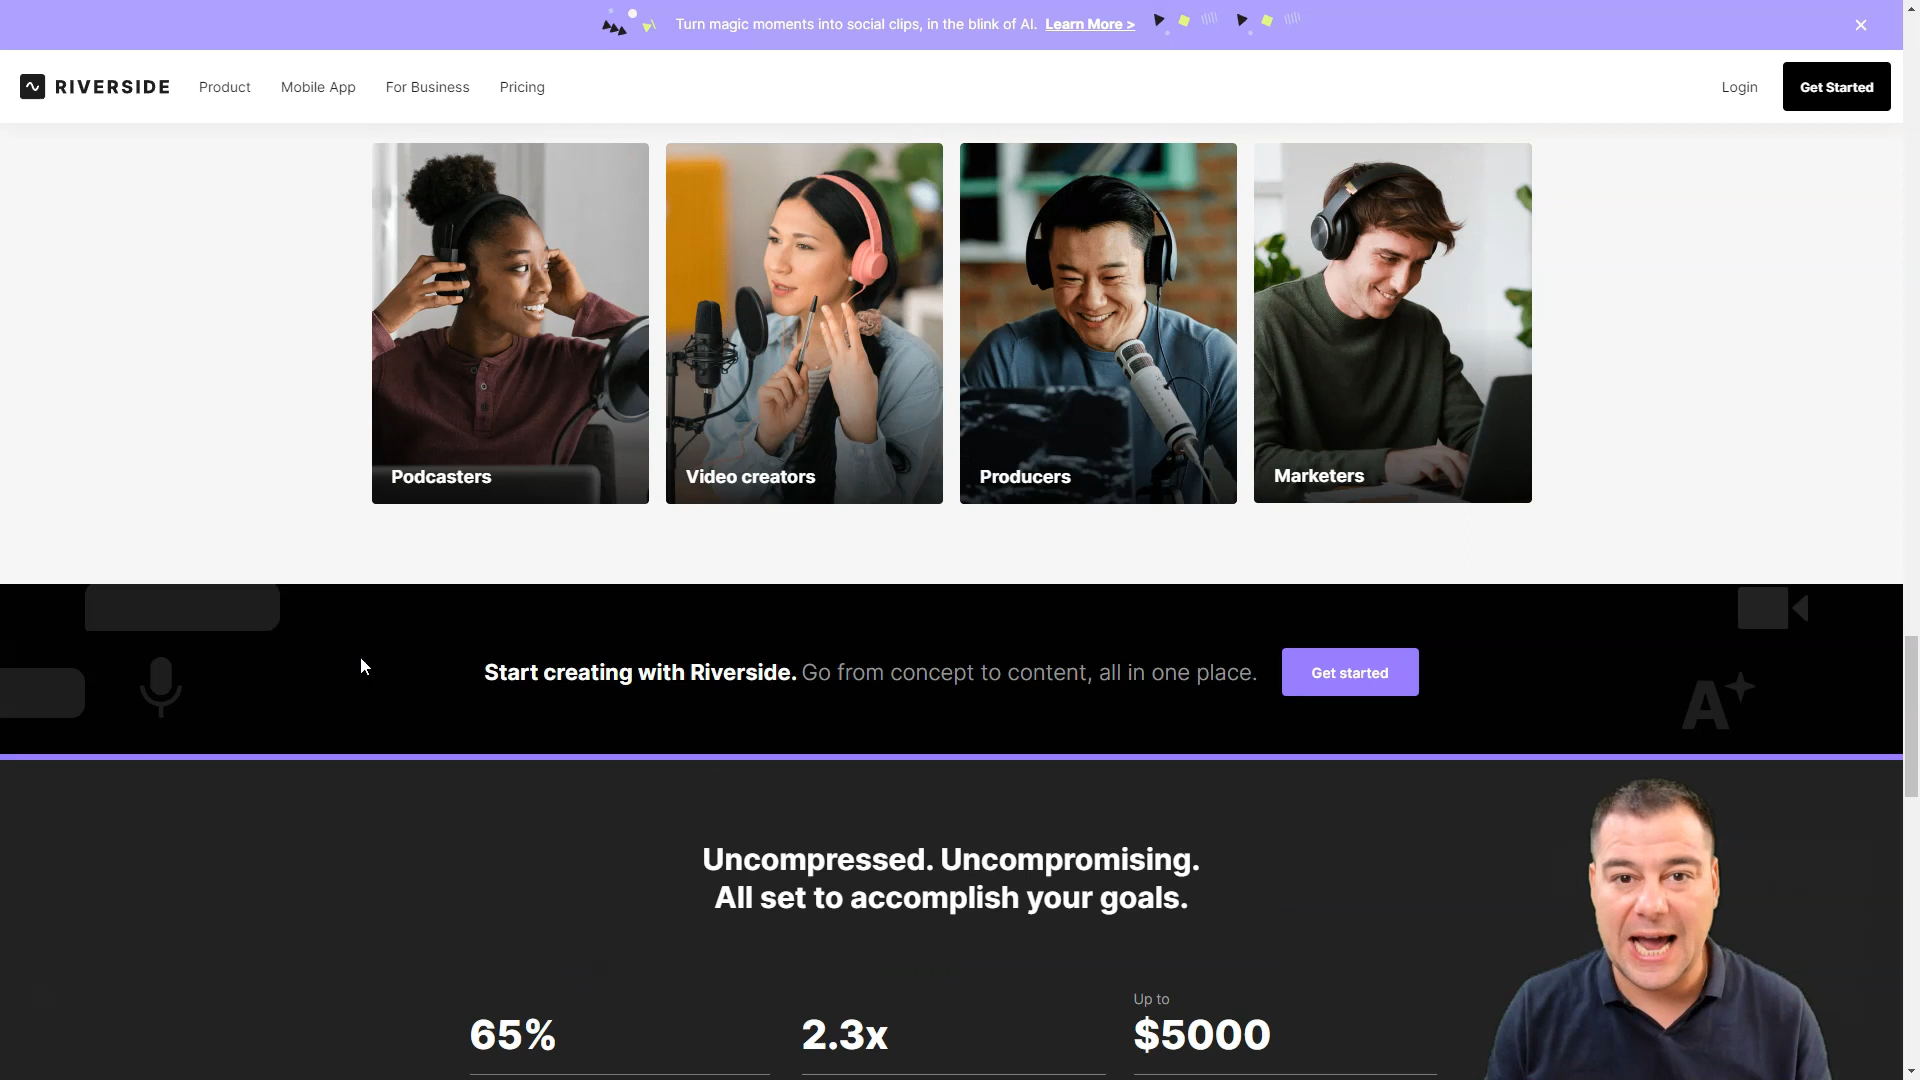 Turn magic moments into social clips, in the blink of AI. Learn More >
RIVERSIDE
Product
Mobile App
For Business
Pricing
Login
Get Started
Podcasters
Video creators
Producers
Marketers
Start creating with Riverside. Go from concept to content, all in one place.
Get started
A
Uncompressed. Uncompromising.
All set to accomplish your goals.
65%
2.3x
Up to
$5000